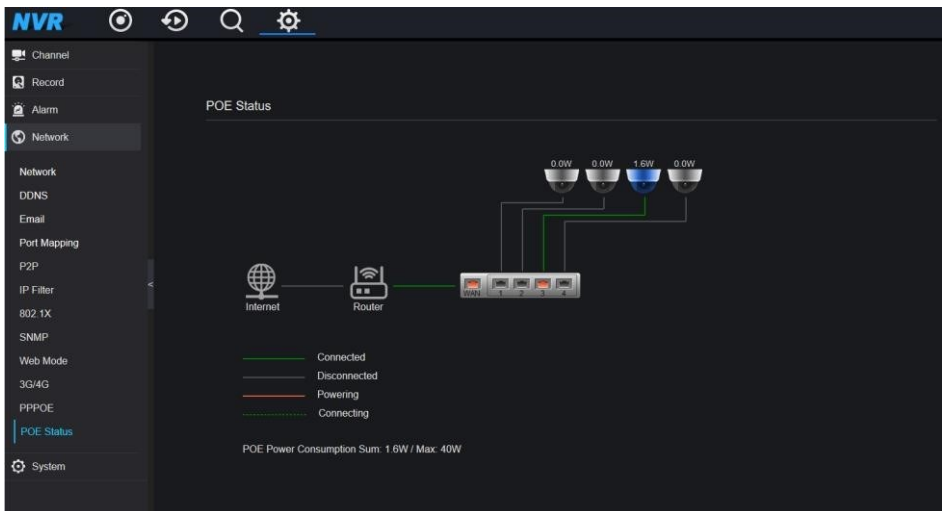 NVR
Channel
Record
Alarm
Network
Network
DDNS
Email
Port Mapping
P2P
IP Filter
802.1X
SNMP
Web Mode
3G/4G
PPPOE
POE Status
System
<
POE Status
0.0W 0.0W 1.6W 0.0W
WAN 1 2 3 4
Internet Router
Connected
Disconnected
Powering
Connecting
POE Power Consumption Sum: 1.6W / Max: 40W